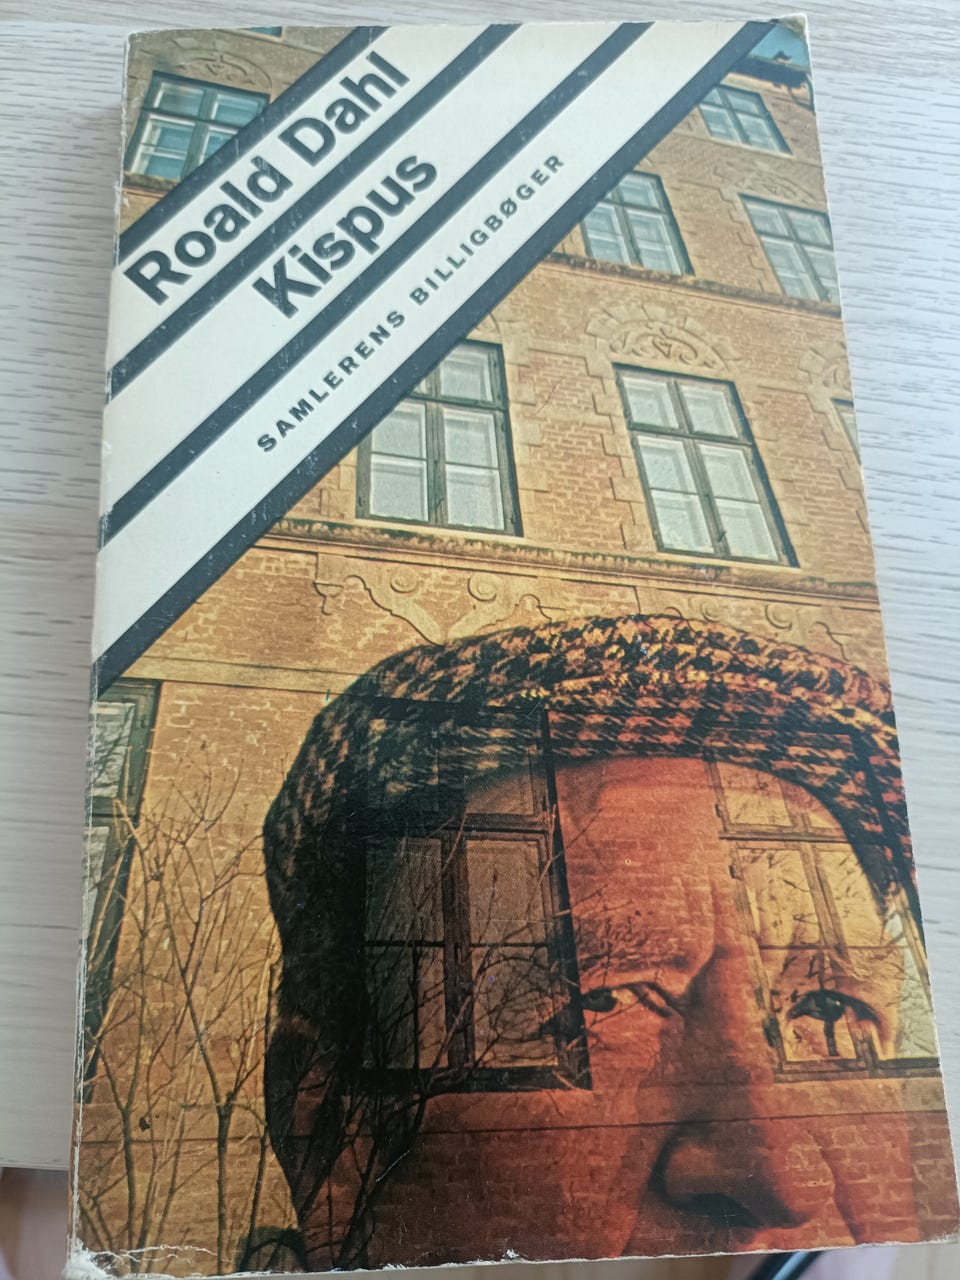 Roald Dahl
Kispus
SAMLERENS BILLIGBØGER